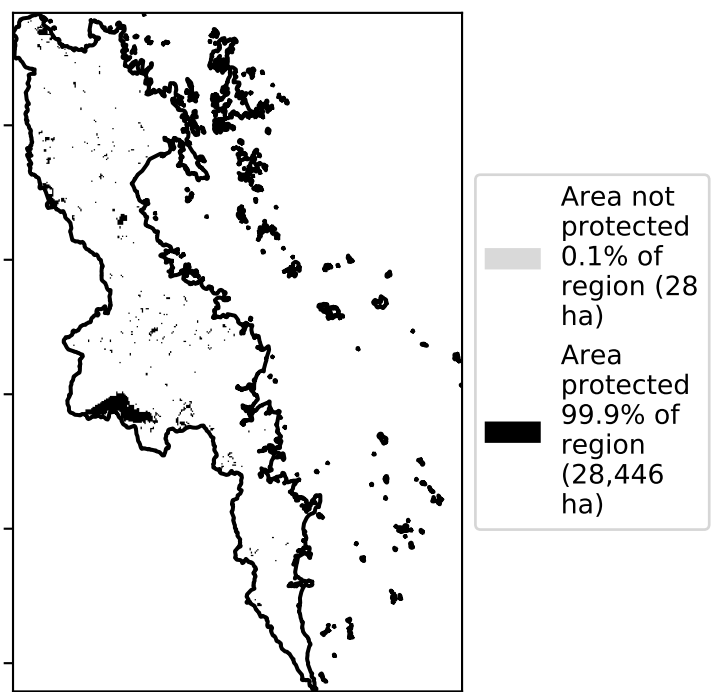 Area not
protected
0.1% of
region (28
ha)
Area
protected
99.9% of
region
(28,446
ha)